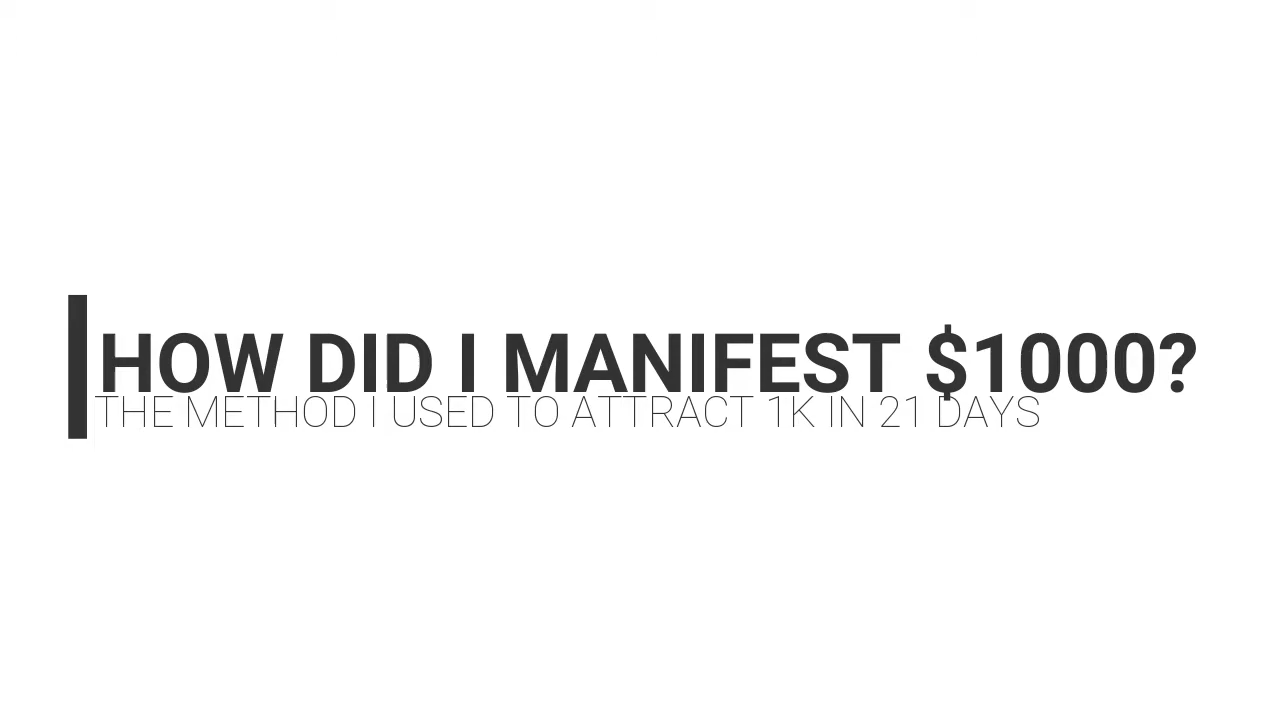 HOW DID I MANIFEST $1000?
THE METHOD I USED TO ATTRACT 1K IN 21 DAYS